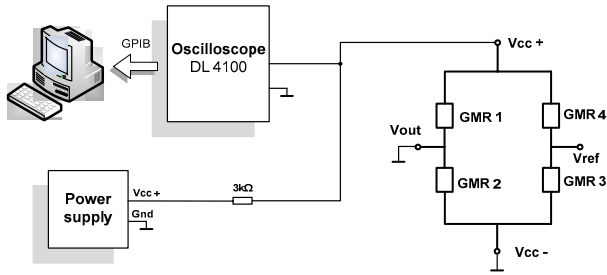 GPIB
Oscilloscope
DL 4100
Vcc +
GMR 1
GMR 4
Vout
Vref
GMR 2
GMR 3
Power
supply
Vcc +
3kΩ
Gnd
Vcc -